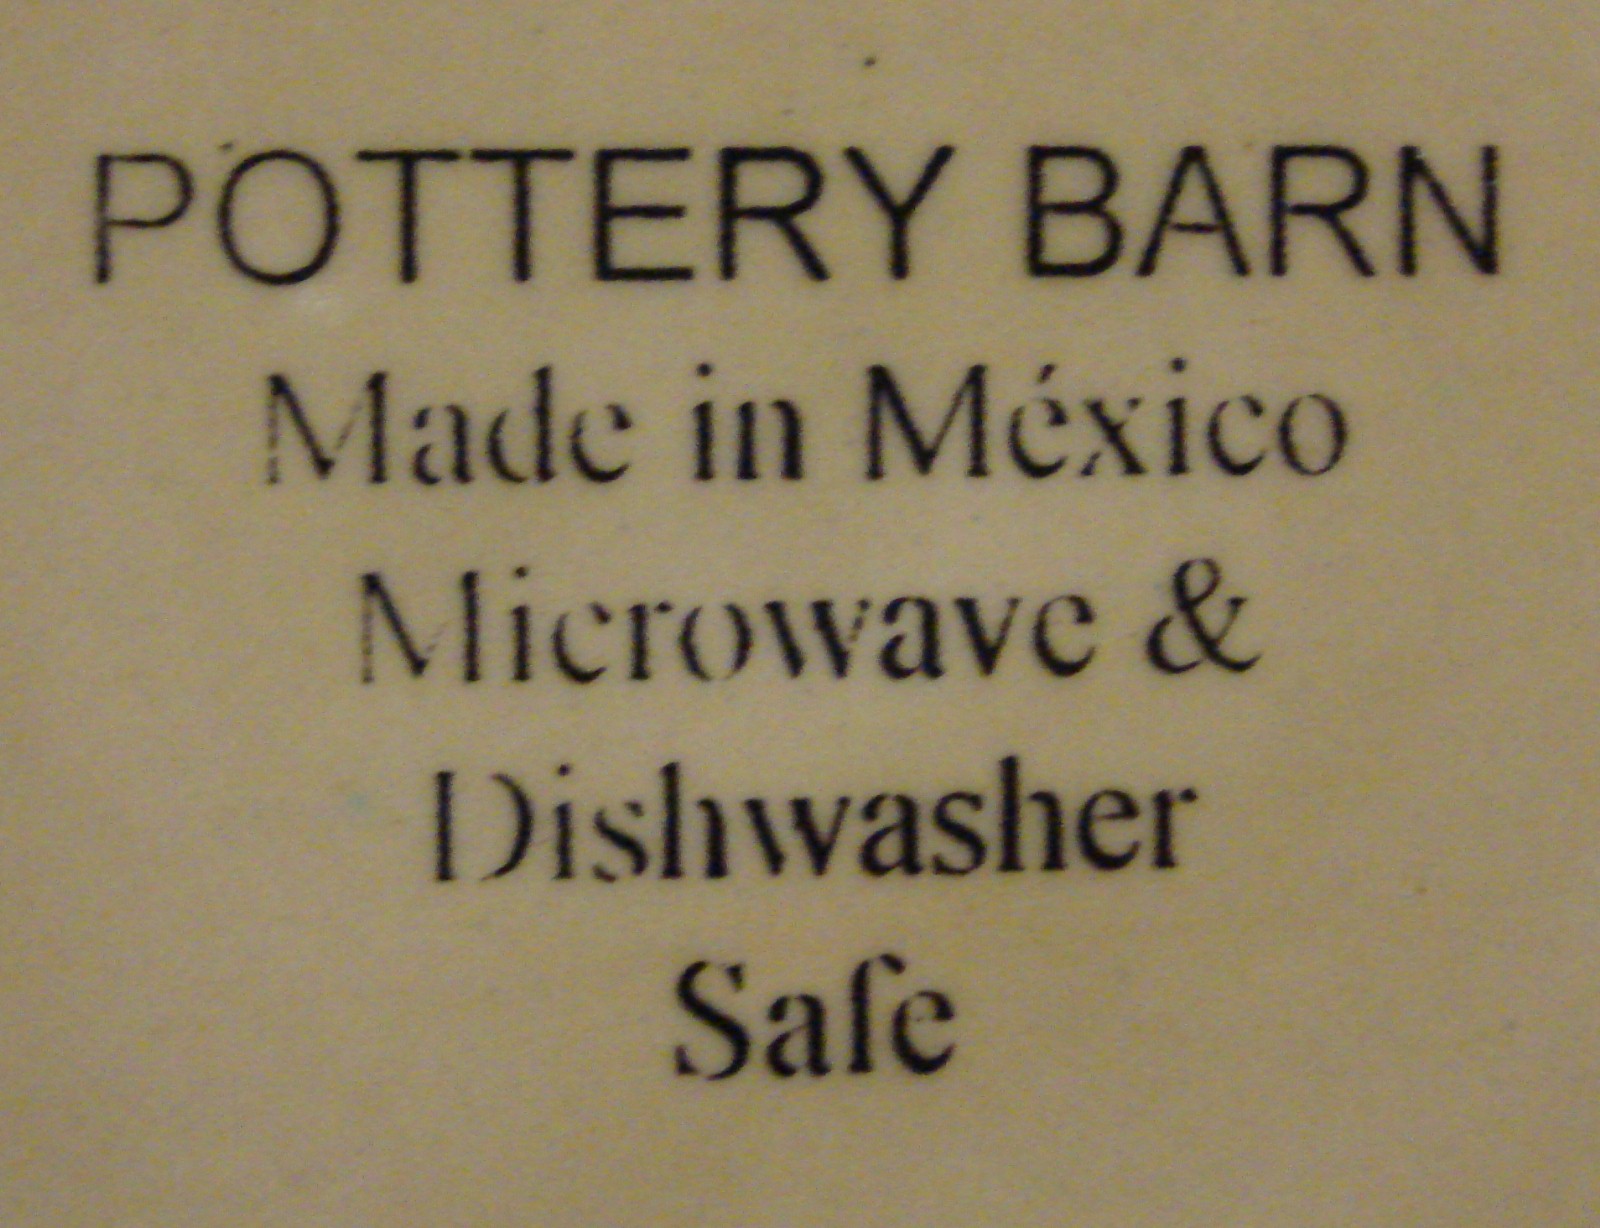 POTTERY BARN
Made in México
Microwave &
Dishwasher
Safe